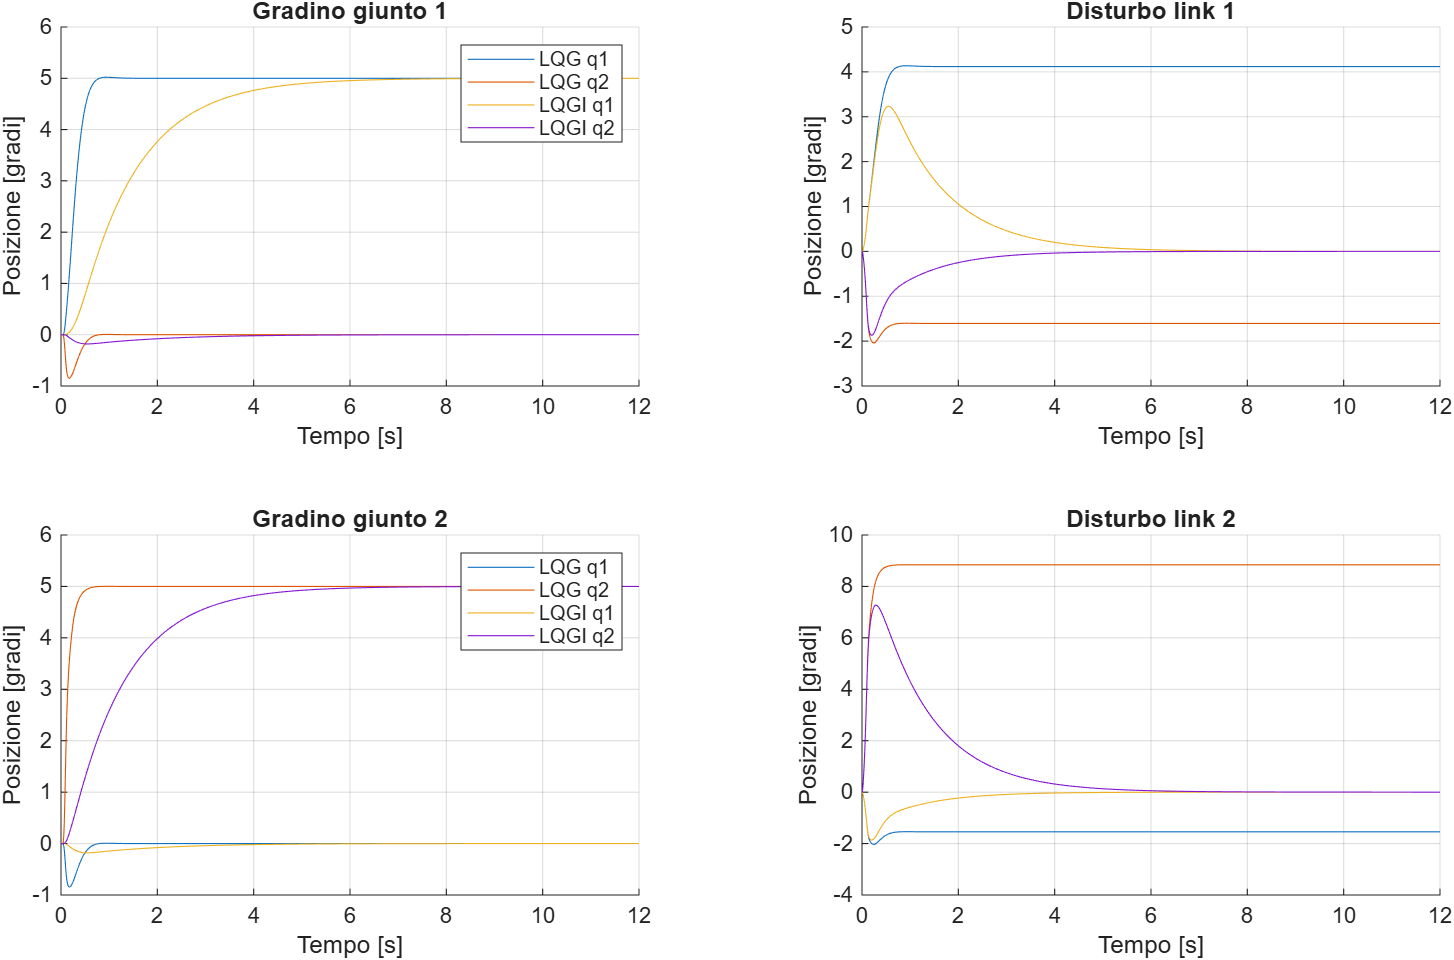 Gradino giunto 1
Posizione [gradi]
6
5
4
3
2
1
0
-1
0 2 4 6 8 10 12
Tempo [s]
LQG q1
LQG q2
LQGI q1
LQGI q2
Disturbo link 1
Posizione [gradi]
5
4
3
2
1
0
-1
-2
-3
0 2 4 6 8 10 12
Tempo [s]
Gradino giunto 2
Posizione [gradi]
6
5
4
3
2
1
0
-1
0 2 4 6 8 10 12
Tempo [s]
LQG q1
LQG q2
LQGI q1
LQGI q2
Disturbo link 2
Posizione [gradi]
10
8
6
4
2
0
-2
-4
0 2 4 6 8 10 12
Tempo [s]